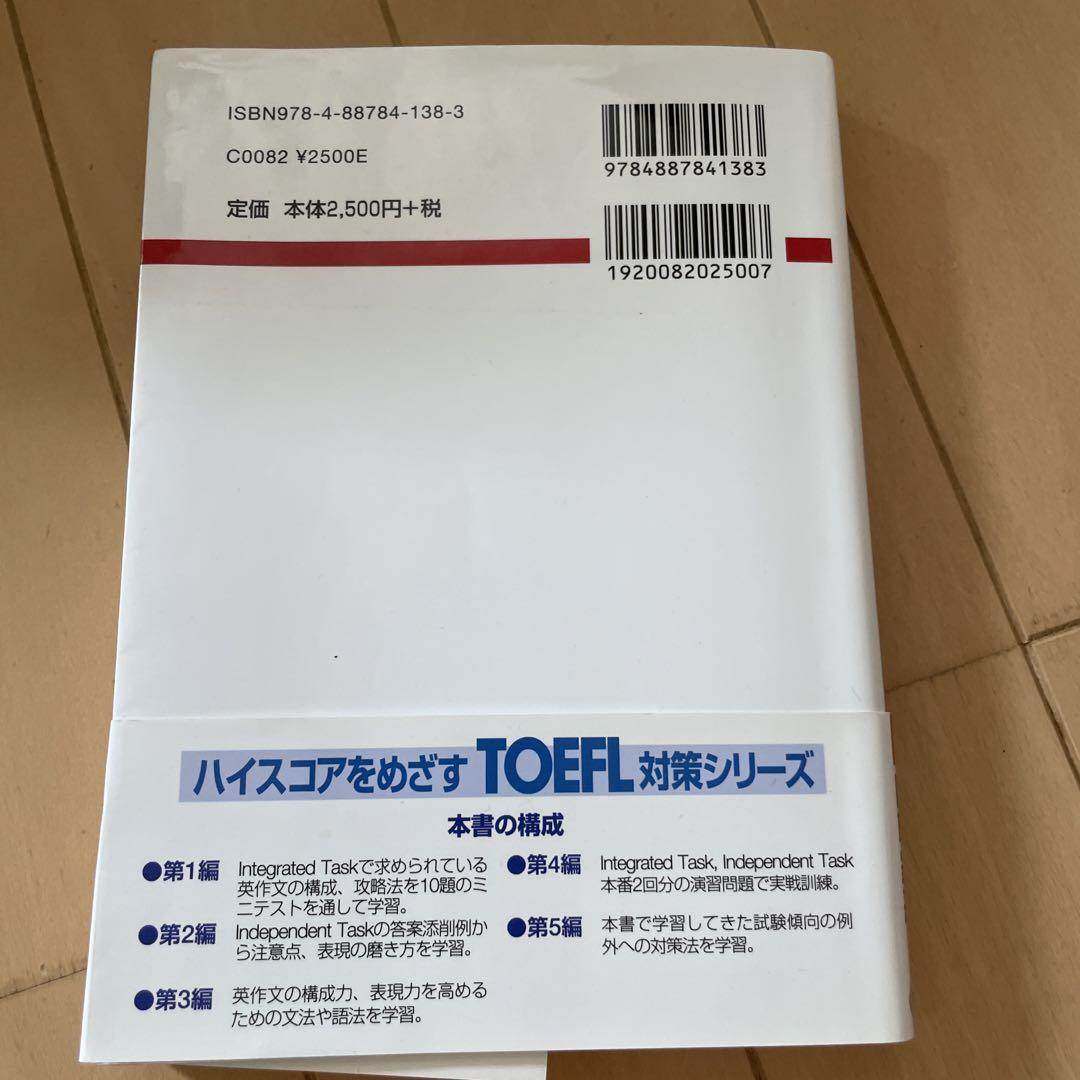 ISBN978-4-88784-138-3
C0082 ¥2500E
定価 本体2,500円+税
9784887841383
1920082025007
ハイスコアをめざすTOEFL対策シリーズ
本書の構成
●第1編 Integrated Taskで求められている
英作文の構成、攻略法を10題のミ
ニテストを通して学習。
●第2編 Independent Taskの答案添削例か
ら注意点、表現の磨き方を学習。
●第3編 英作文の構成力、表現力を高める
ための文法や語法を学習。
●第4編 Integrated Task, Independent Task
本番2回分の演習問題で実戦訓練。
●第5編 本書で学習してきた試験傾向の例
外への対策法を学習。